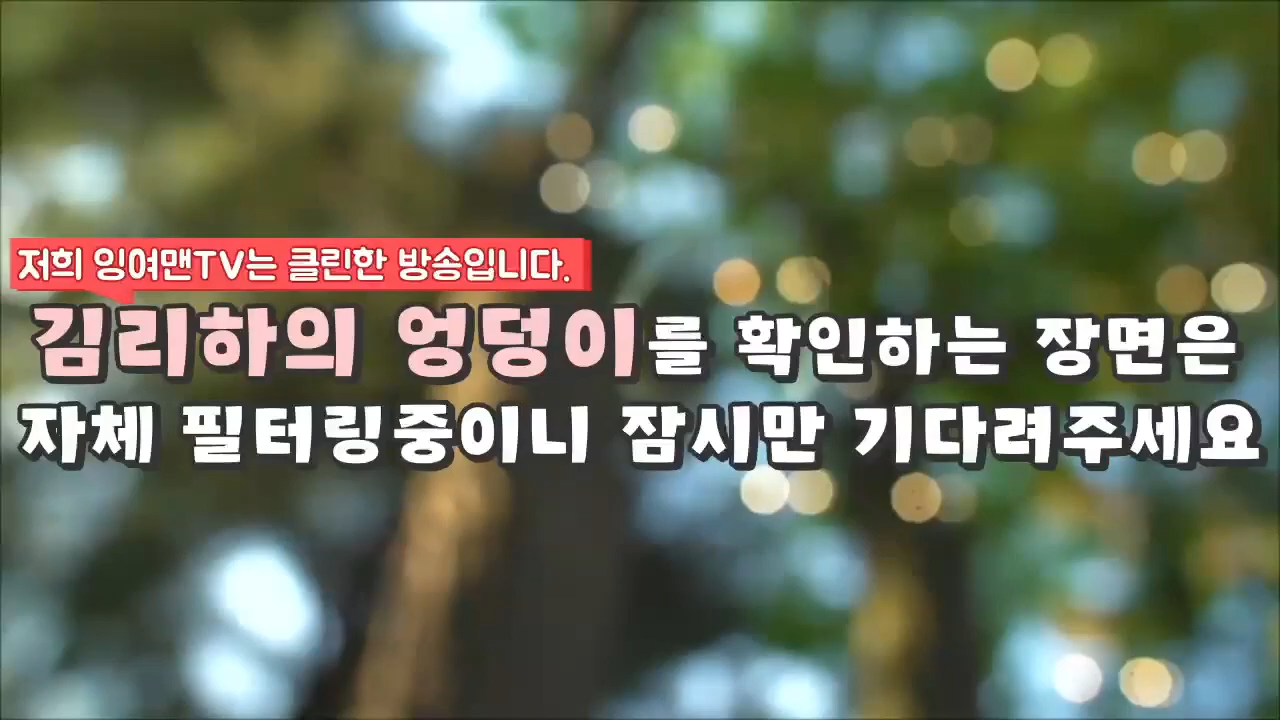 저희 잉여맨TV는 클린한 방송입니다.
김리하의 엉덩이를 확인하는 장면은
자체 필터링중이니 잠시만 기다려주세요